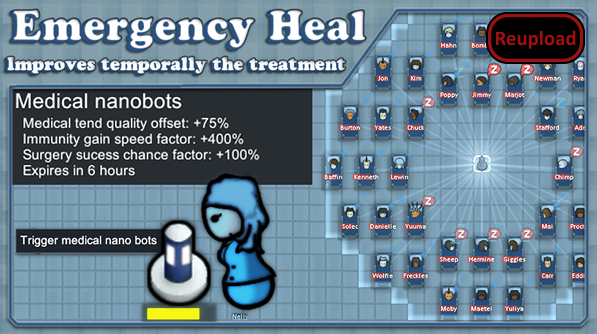 Emergency Heal
Reupload
Improves temporally the treatment
Medical nanobots
Medical tend quality offset: +75%
Immunity gain speed factor: +400%
Surgery sucess chance factor: +100%
Expires in 6 hours
Trigger medical nano bots
Nelly
Hahn
Jon Kim Poppy Jimmy Marjot Newman
Burton Yates Chuck Stafford
Baffin Kenneth Lewin Chimp
Danielle Yuuma Mai
Wolfie Freckles Sheep Hermine Giggles Carr
Moby Maetel Yuliya